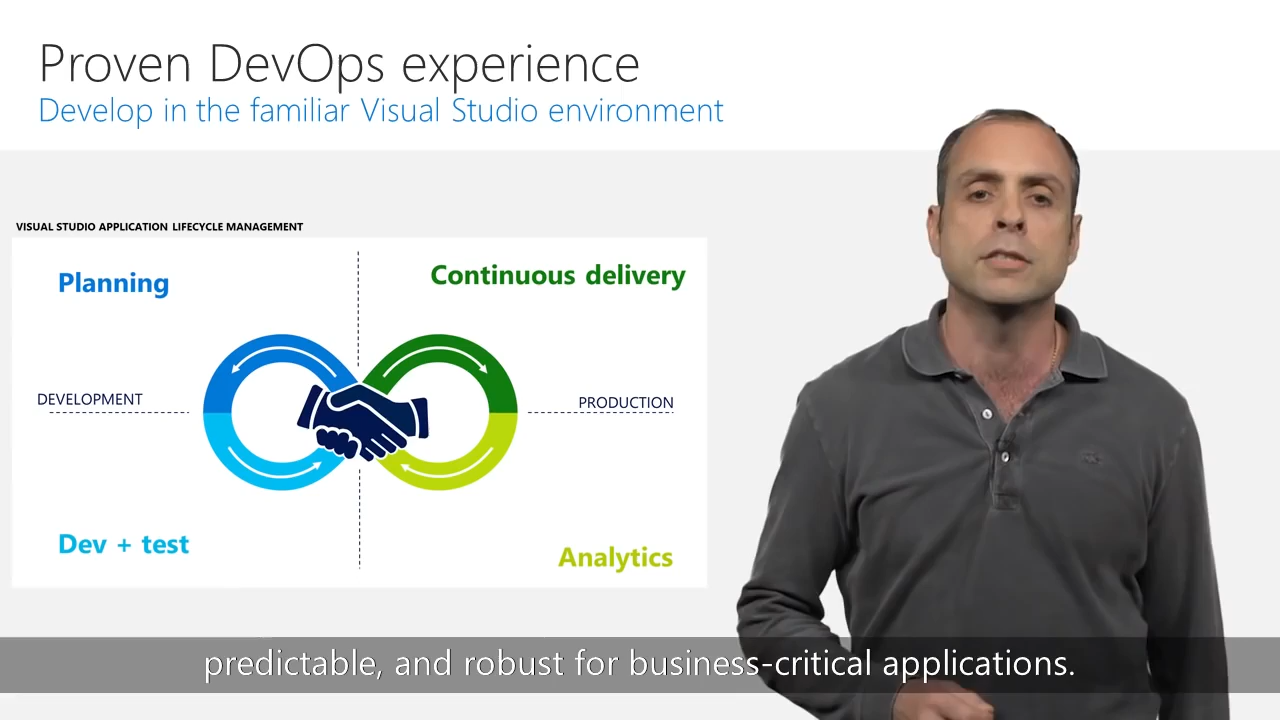 Proven DevOps experience
Develop in the familiar Visual Studio environment
VISUAL STUDIO APPLICATION LIFECYCLE MANAGEMENT
Planning
Continuous delivery
DEVELOPMENT
PRODUCTION
Dev + test
Analytics
predictable, and robust for business-critical applications.